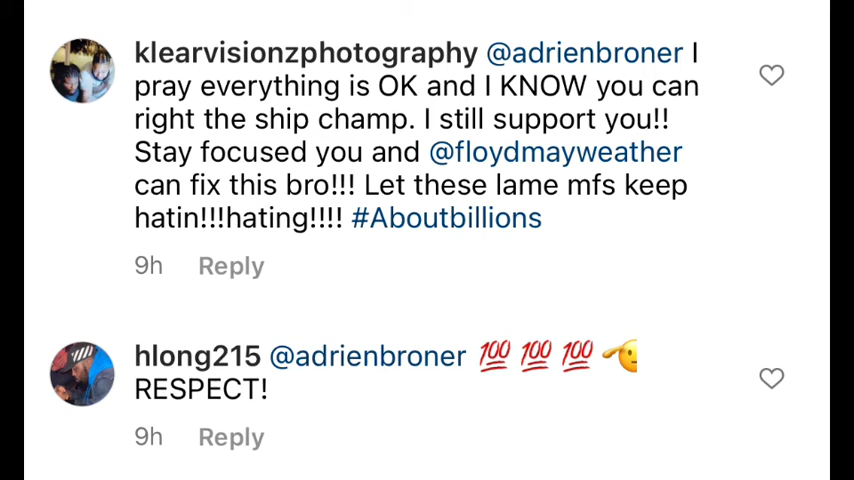 klearvisionzphotography @adrienbroner I
pray everything is OK and I KNOW you can
right the ship champ. I still support you!!
Stay focused you and @floydmayweather
can fix this bro!!! Let these lame mfs keep
hatin!!!hating!!!! #Aboutbillions
9h Reply
hlong215 @adrienbroner 💯 💯 💯 🫡
RESPECT!
9h Reply